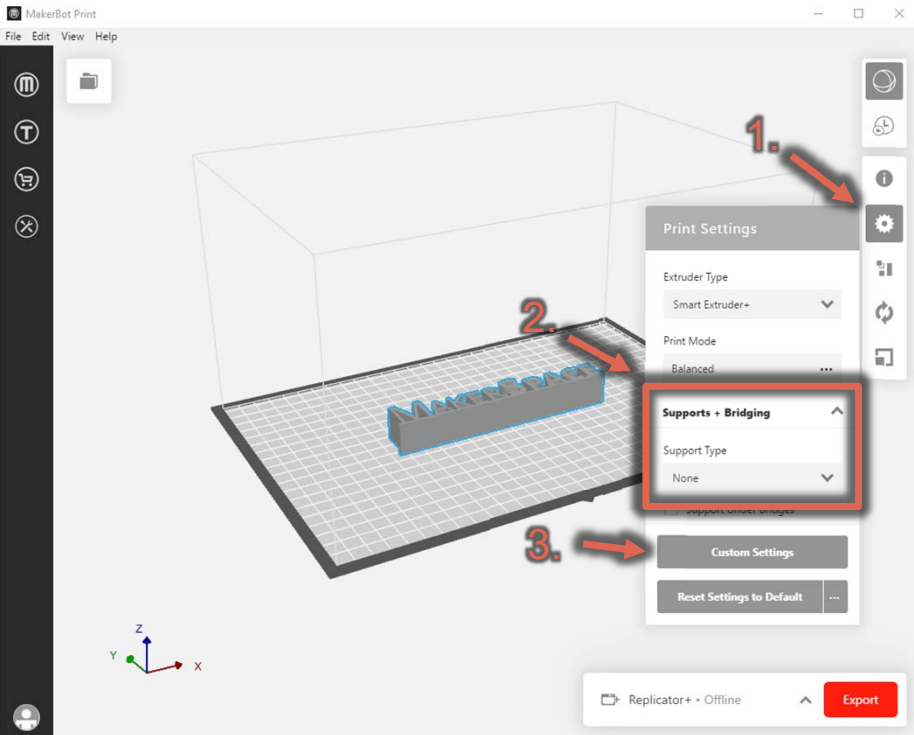 MakerBot Print
File Edit View Help
1.
Print Settings
Extruder Type
Smart Extruder+
2.
Print Mode
Balanced ...
MAKERSPACE
Supports + Bridging
Support Type
None
Support Under Bridges
3.
Custom Settings
Reset Settings to Default ...
Z
Y
X
Replicator+ • Offline
Export